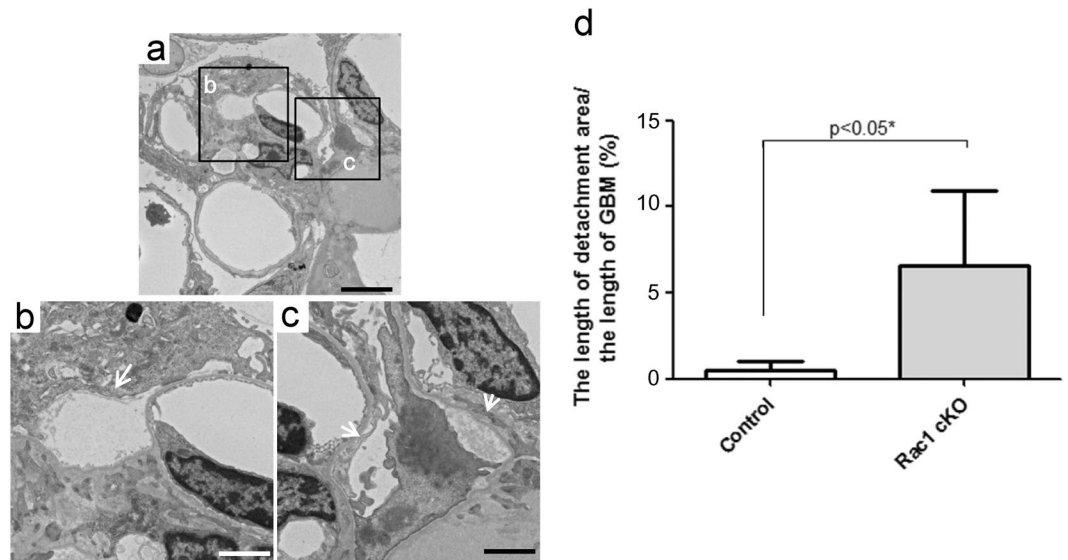 a
b
c
b
c
d
The length of detachment area/
the length of GBM (%)
15
10
5
0
p<0.05*
Control
Rac1 cKO